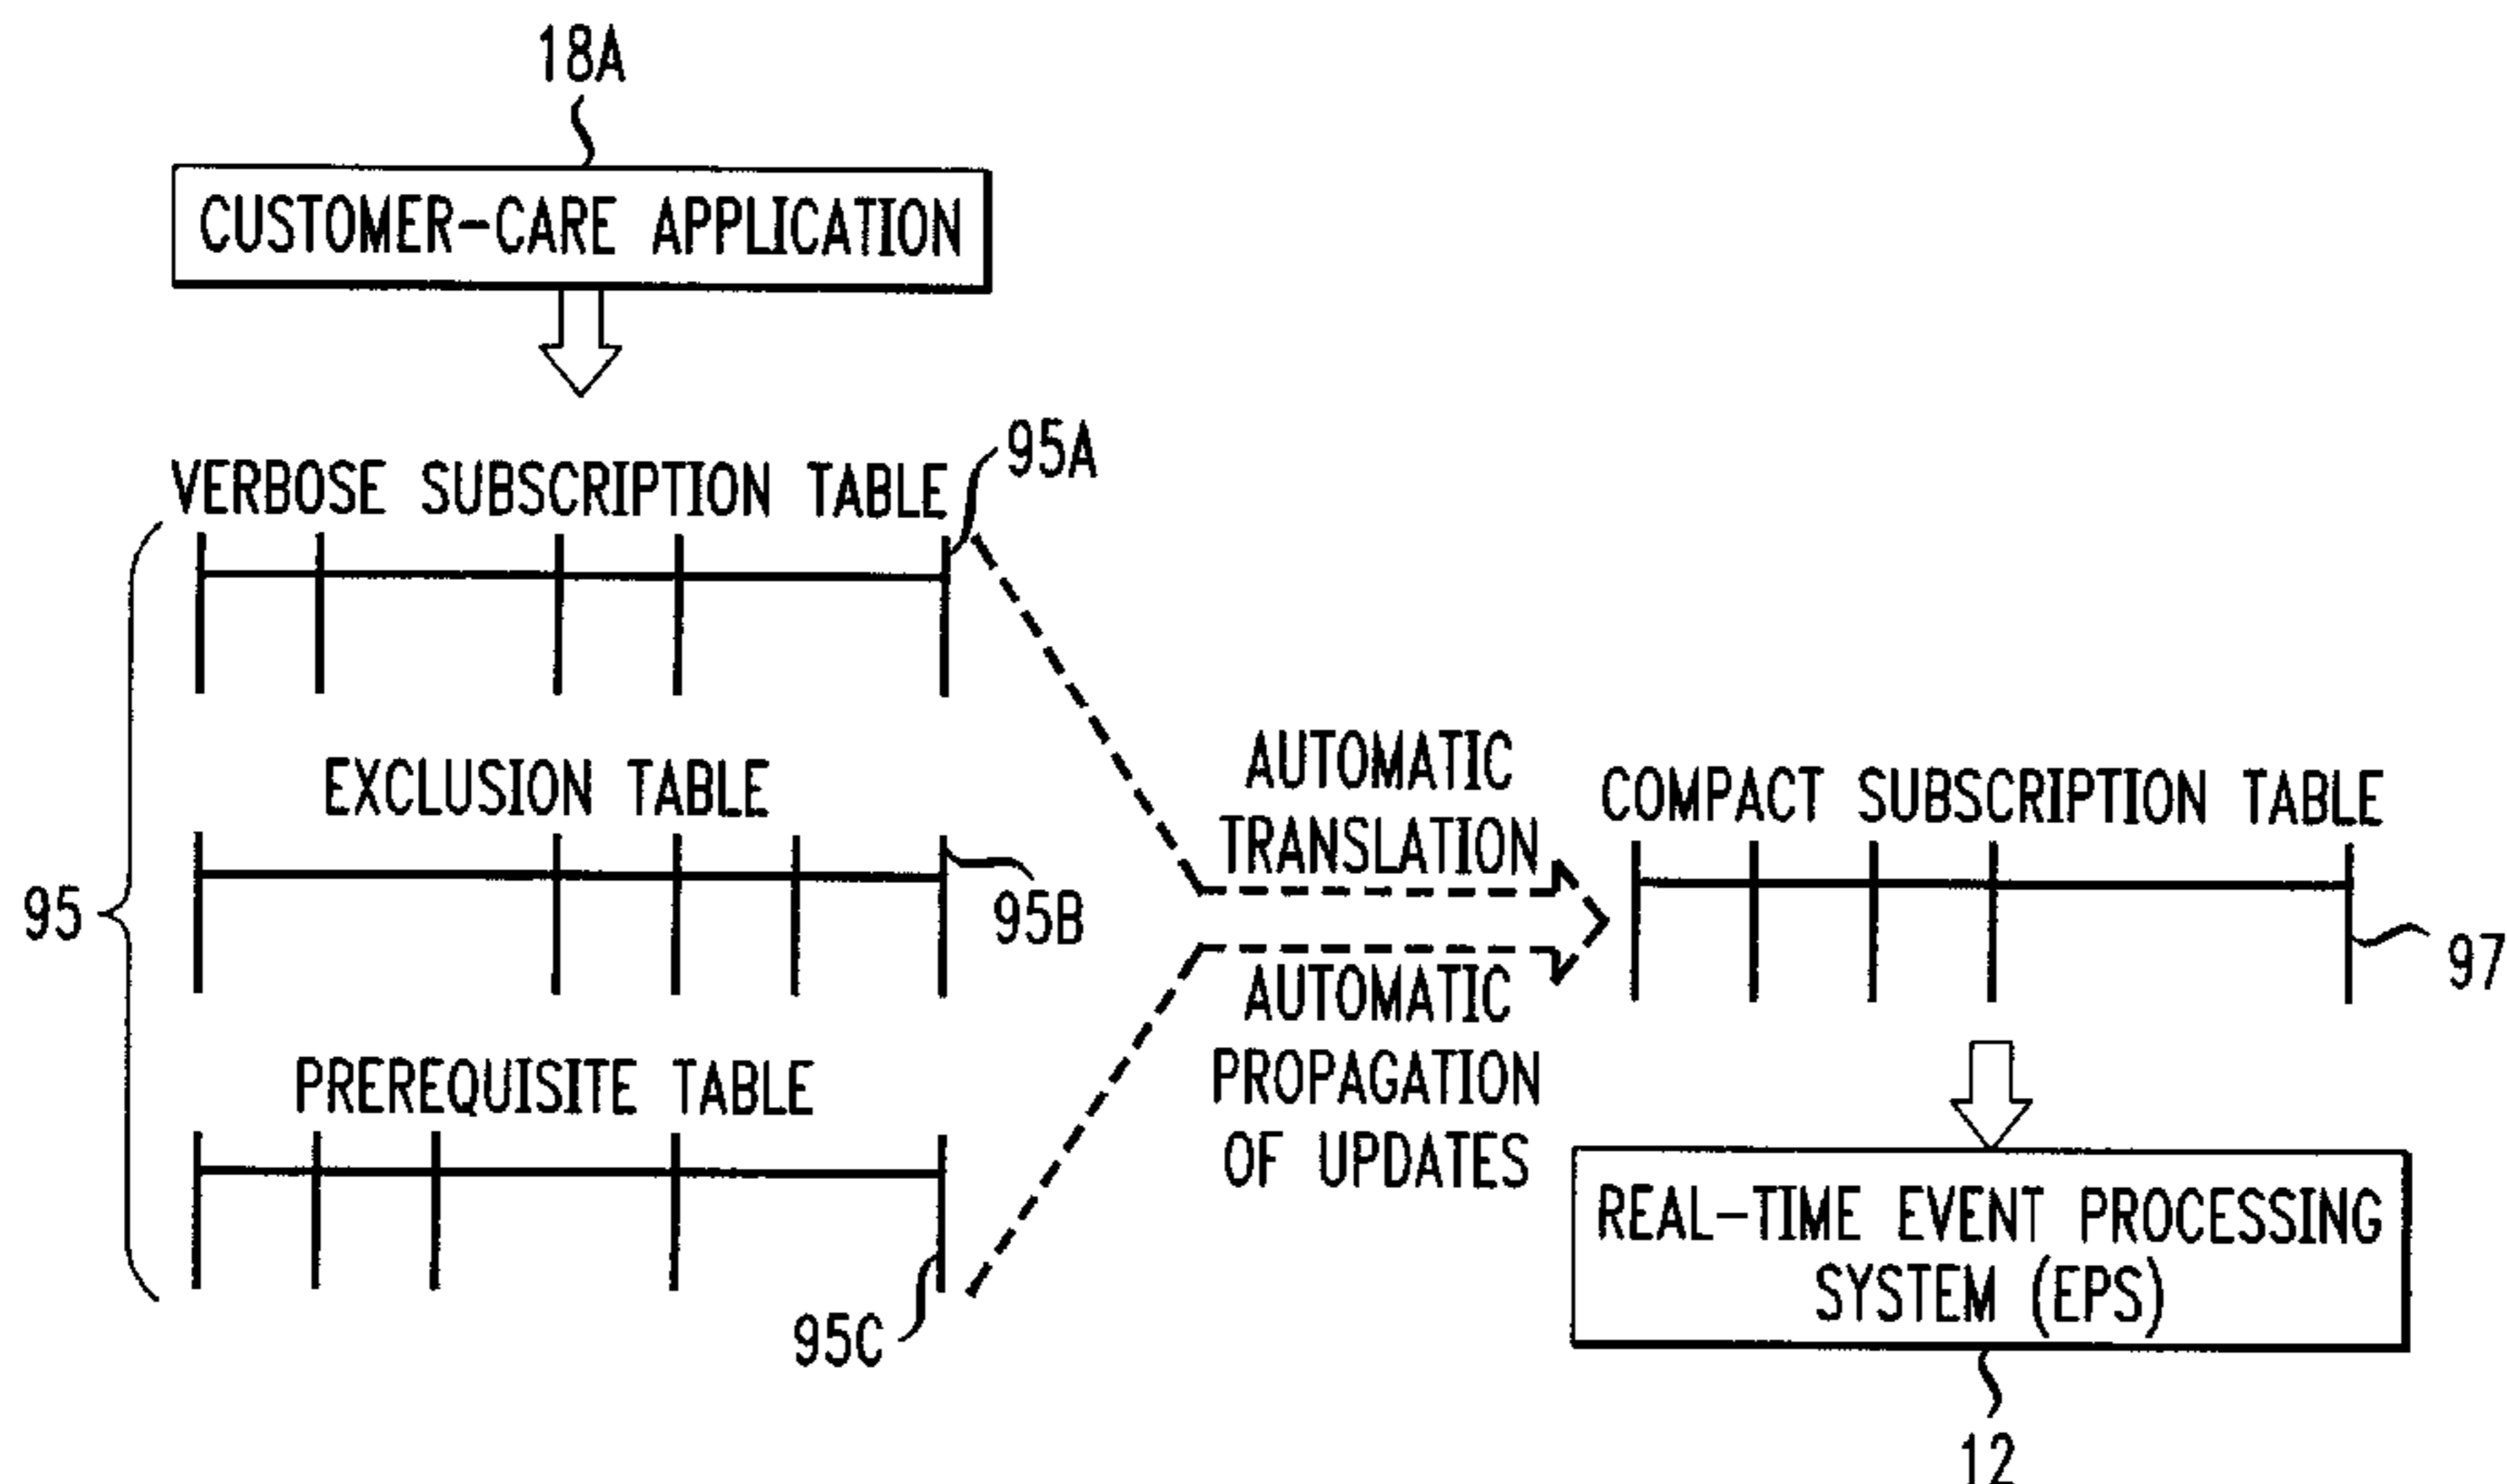 18A
CUSTOMER-CARE APPLICATION
VERBOSE SUBSCRIPTION TABLE
95A
EXCLUSION TABLE
95B
95
PREREQUISITE TABLE
95C
AUTOMATIC
TRANSLATION
AUTOMATIC
PROPAGATION
OF UPDATES
COMPACT SUBSCRIPTION TABLE
97
REAL-TIME EVENT PROCESSING
SYSTEM (EPS)
12